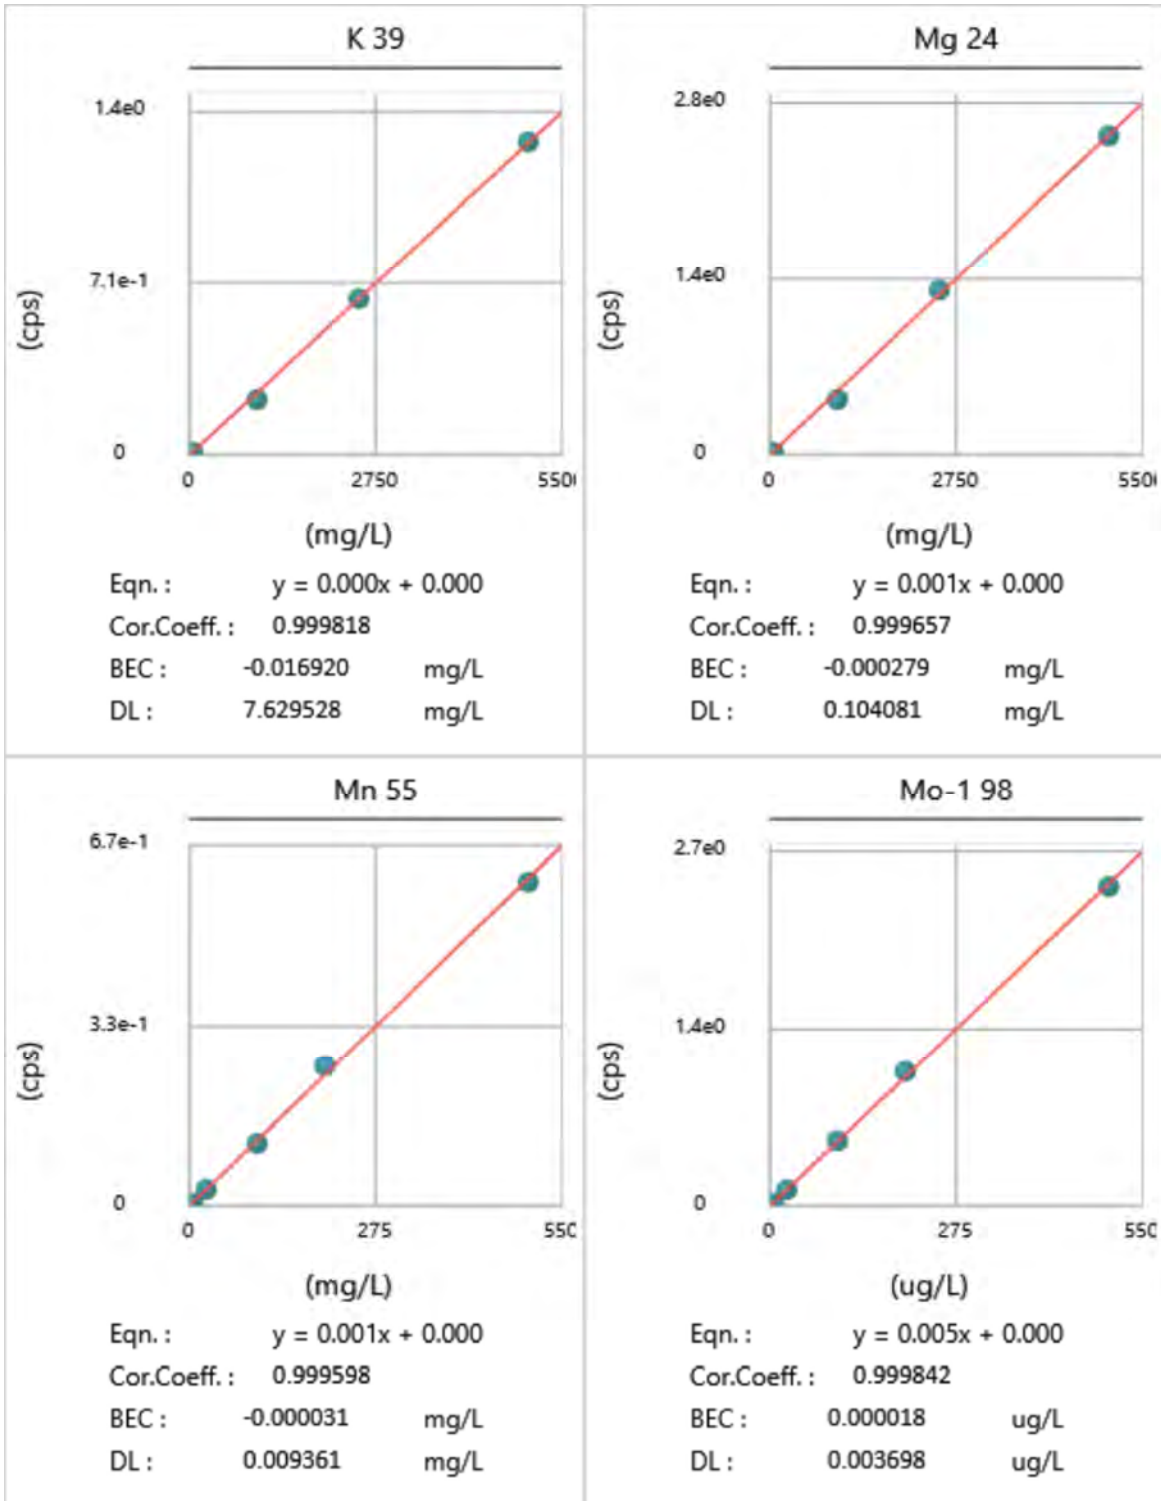 K 39
1.4e0
7.1e-1
0
(cps)
0 2750 550
(mg/L)
Eqn. : y = 0.000x + 0.000
Cor.Coeff. : 0.999818
BEC : -0.016920 mg/L
DL : 7.629528 mg/L
Mg 24
2.8e0
1.4e0
0
(cps)
0 2750 550
(mg/L)
Eqn. : y = 0.001x + 0.000
Cor.Coeff. : 0.999657
BEC : -0.000279 mg/L
DL : 0.104081 mg/L
Mn 55
6.7e-1
3.3e-1
0
(cps)
0 275 550
(mg/L)
Eqn. : y = 0.001x + 0.000
Cor.Coeff. : 0.999598
BEC : -0.000031 mg/L
DL : 0.009361 mg/L
Mo-1 98
2.7e0
1.4e0
0
(cps)
0 275 550
(ug/L)
Eqn. : y = 0.005x + 0.000
Cor.Coeff. : 0.999842
BEC : 0.000018 ug/L
DL : 0.003698 ug/L